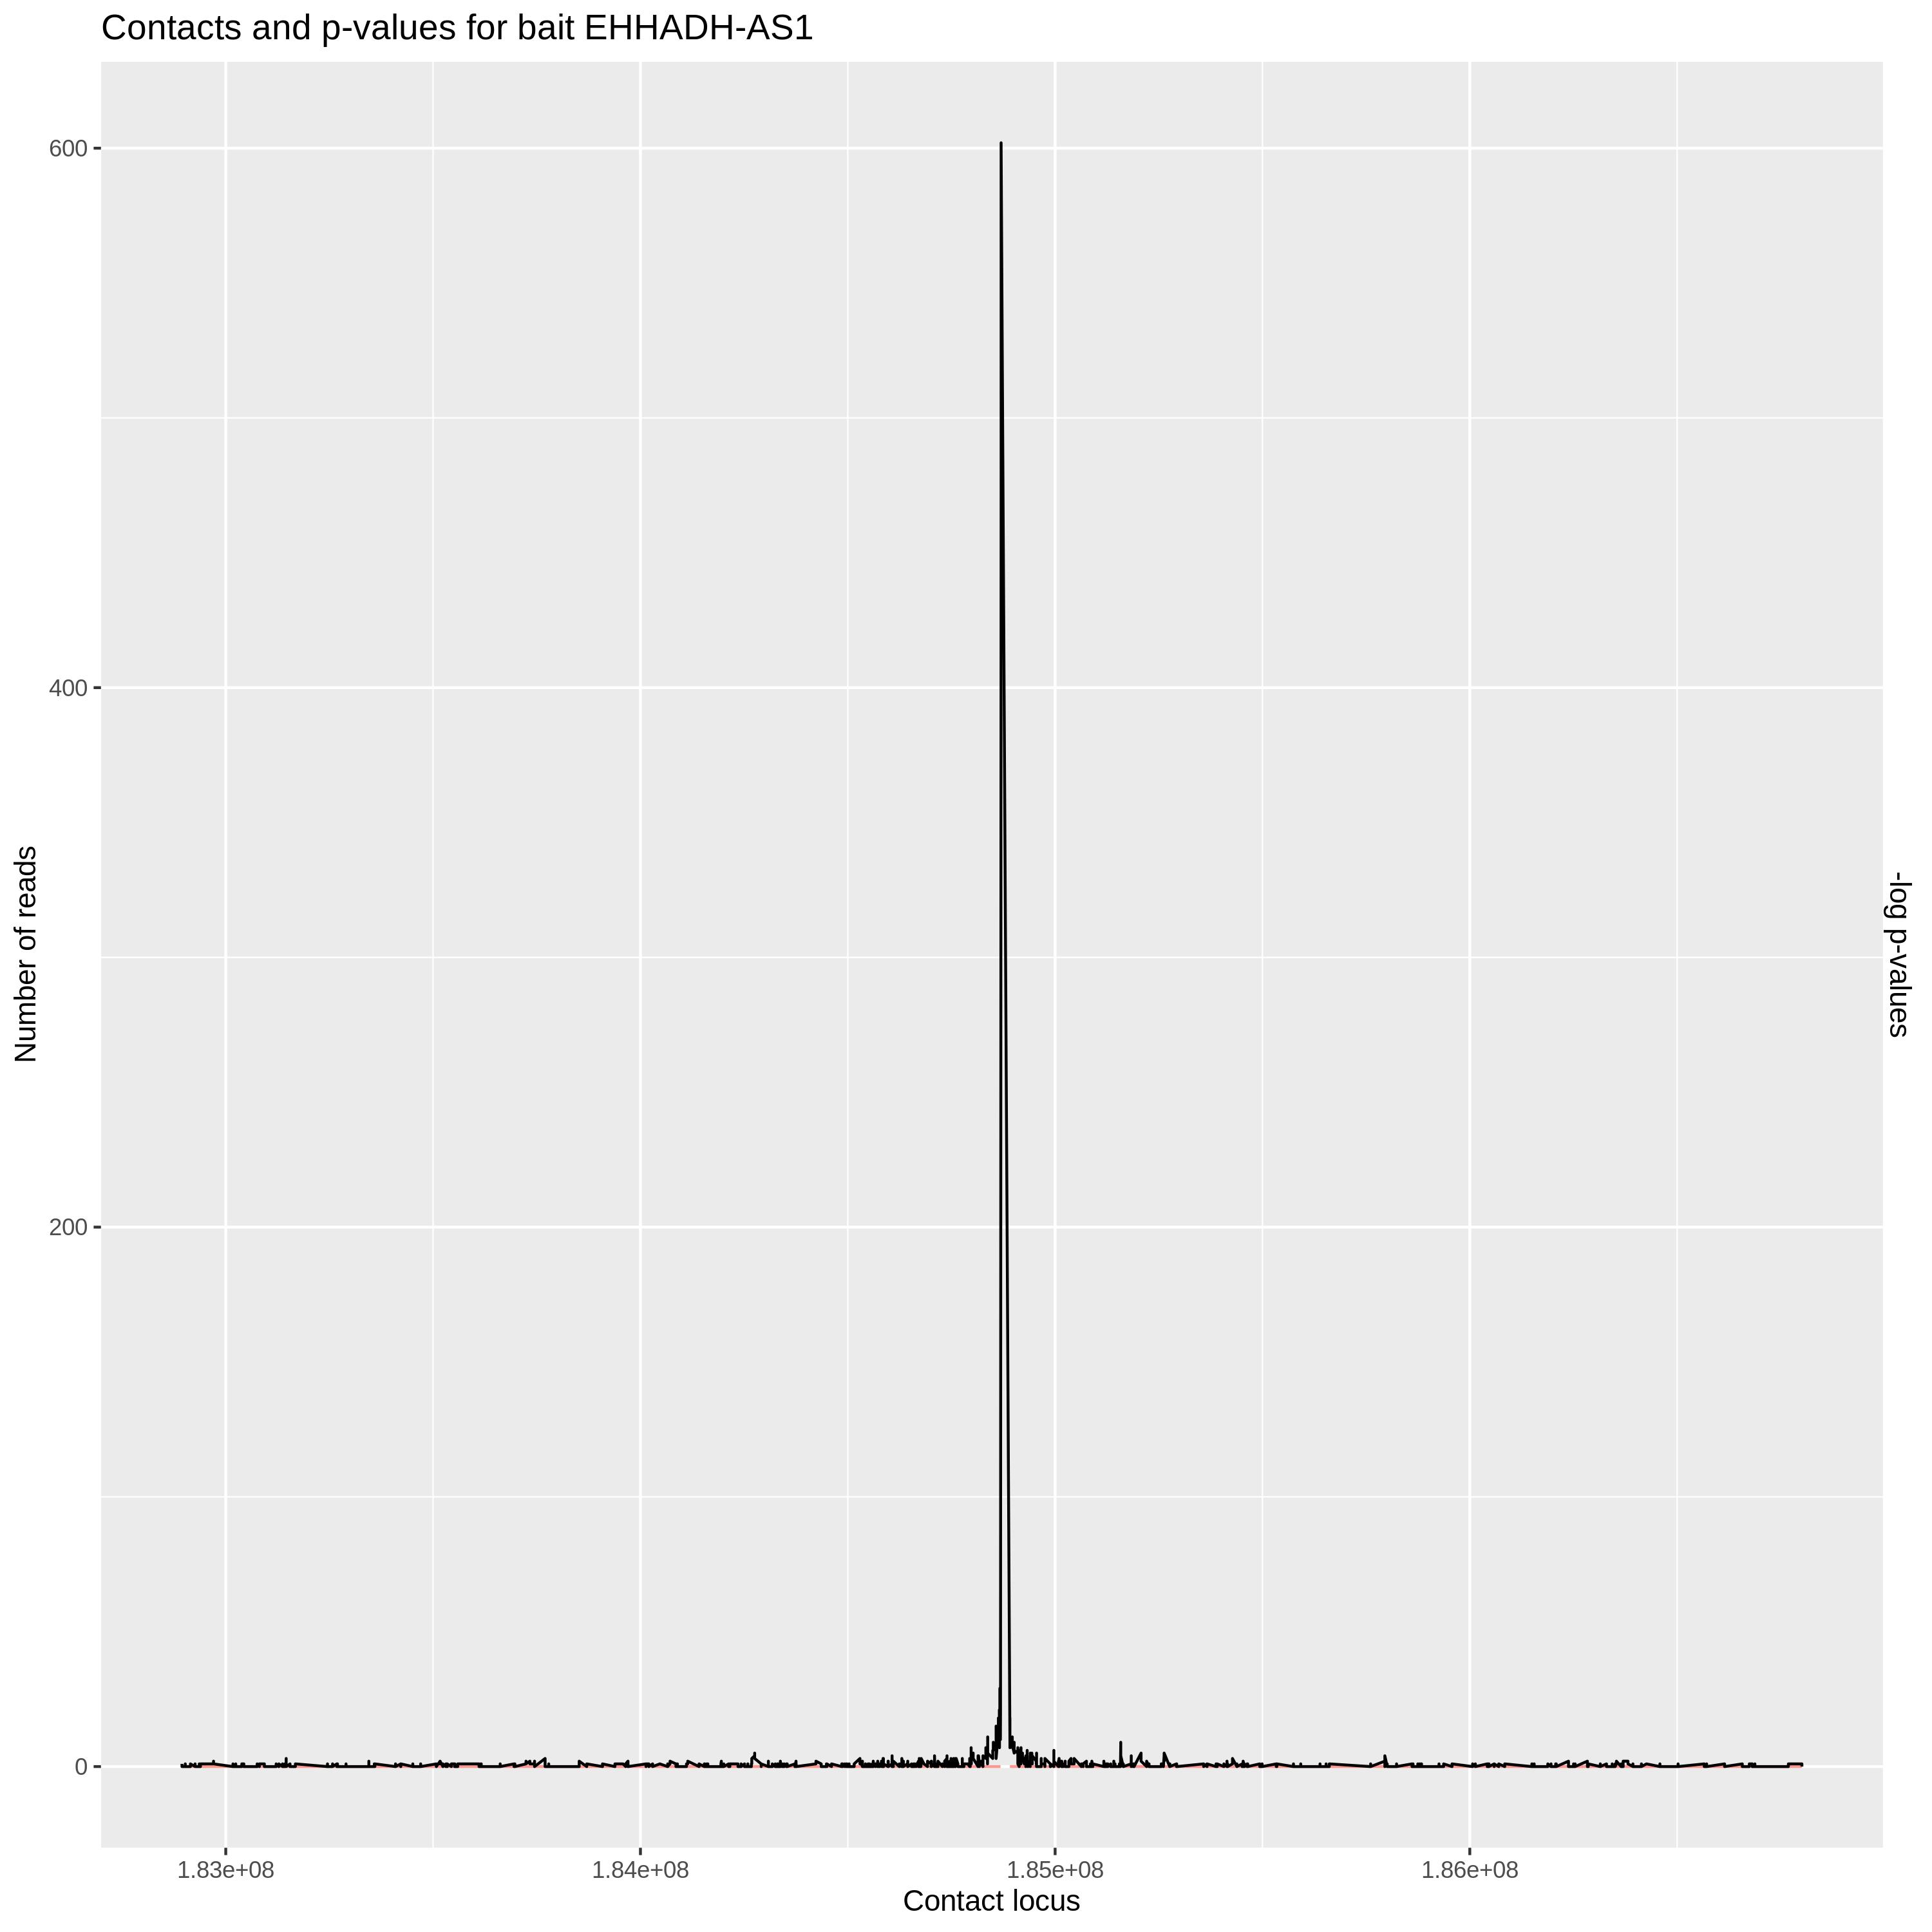 Contacts and p-values for bait EHHADH-AS1
600
400
200
0
Number of reads
-log p-values
1.83e+08
1.84e+08
1.85e+08
1.86e+08
Contact locus